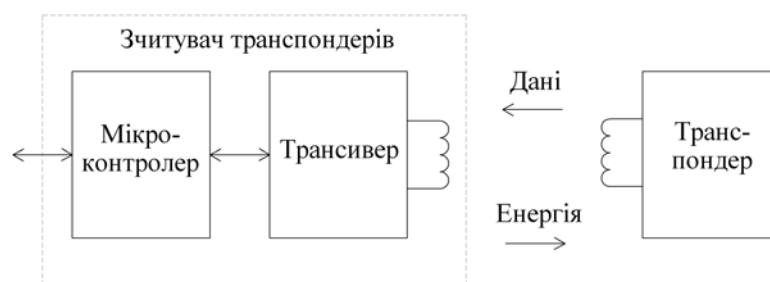 Зчитувач транспондерів
Мікро-
контролер
Трансивер
Дані
Енергія
Транс-
пондер